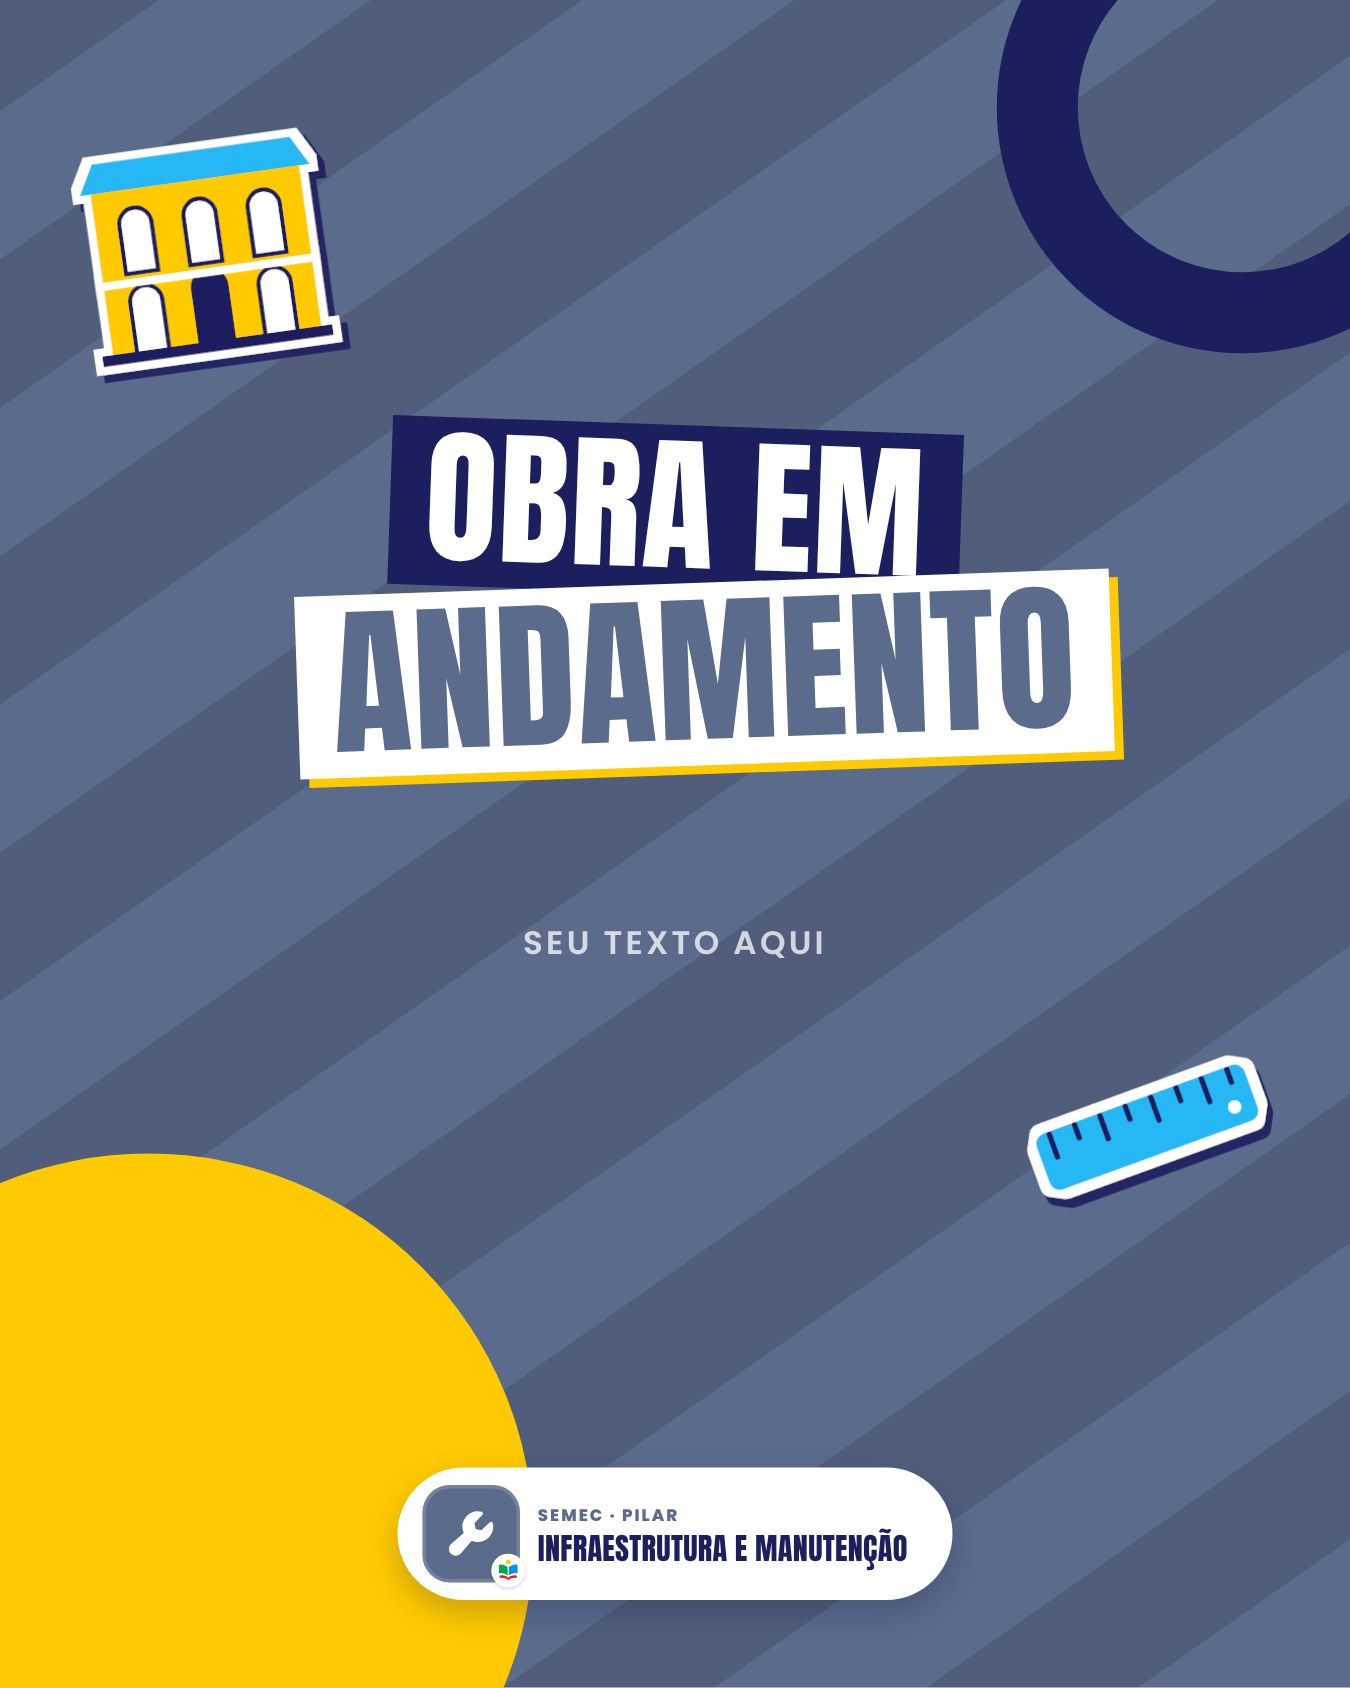 OBRA EM
ANDAMENTO
SEU TEXTO AQUI
SEMEC · PILAR
INFRAESTRUTURA E MANUTENÇÃO